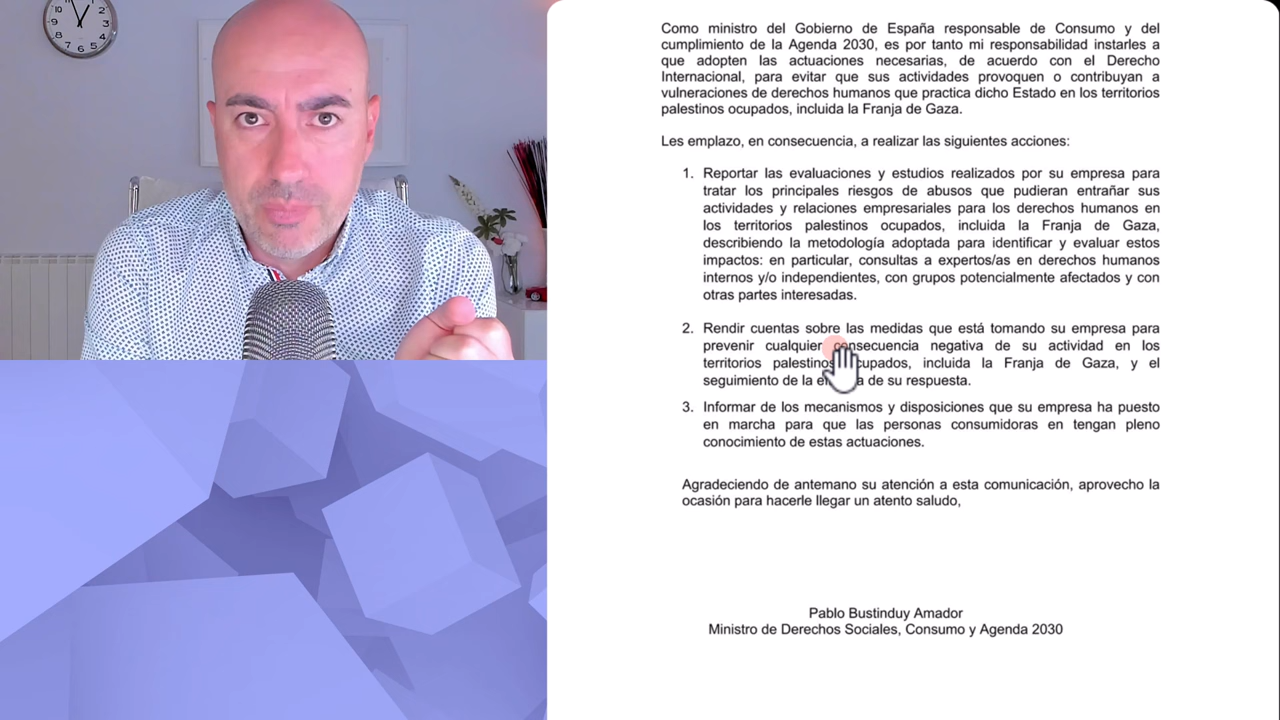 Como ministro del Gobierno de España responsable de Consumo y del
cumplimiento de la Agenda 2030, es por tanto mi responsabilidad instarles a
que adopten las actuaciones necesarias, de acuerdo con el Derecho
Internacional, para evitar que sus actividades provoquen o contribuyan a
vulneraciones de derechos humanos que practica dicho Estado en los territorios
palestinos ocupados, incluida la Franja de Gaza.
Les emplazo, en consecuencia, a realizar las siguientes acciones:
1. Reportar las evaluaciones y estudios realizados por su empresa para
tratar los principales riesgos de abusos que pudieran entrañar sus
actividades y relaciones empresariales para los derechos humanos en
los territorios palestinos ocupados, incluida la Franja de Gaza,
describiendo la metodología adoptada para identificar y evaluar estos
impactos: en particular, consultas a expertos/as en derechos humanos
internos y/o independientes, con grupos potencialmente afectados y con
otras partes interesadas.
2. Rendir cuentas sobre las medidas que está tomando su empresa para
prevenir cualquier consecuencia negativa de su actividad en los
territorios palestinos ocupados, incluida la Franja de Gaza, y el
seguimiento de la de su respuesta.
3. Informar de los mecanismos y disposiciones que su empresa ha puesto
en marcha para que las personas consumidoras en tengan pleno
conocimiento de estas actuaciones.
Agradeciendo de antemano su atención a esta comunicación, aprovecho la
ocasión para hacerle llegar un atento saludo,
Pablo Bustinduy Amador
Ministro de Derechos Sociales, Consumo y Agenda 2030